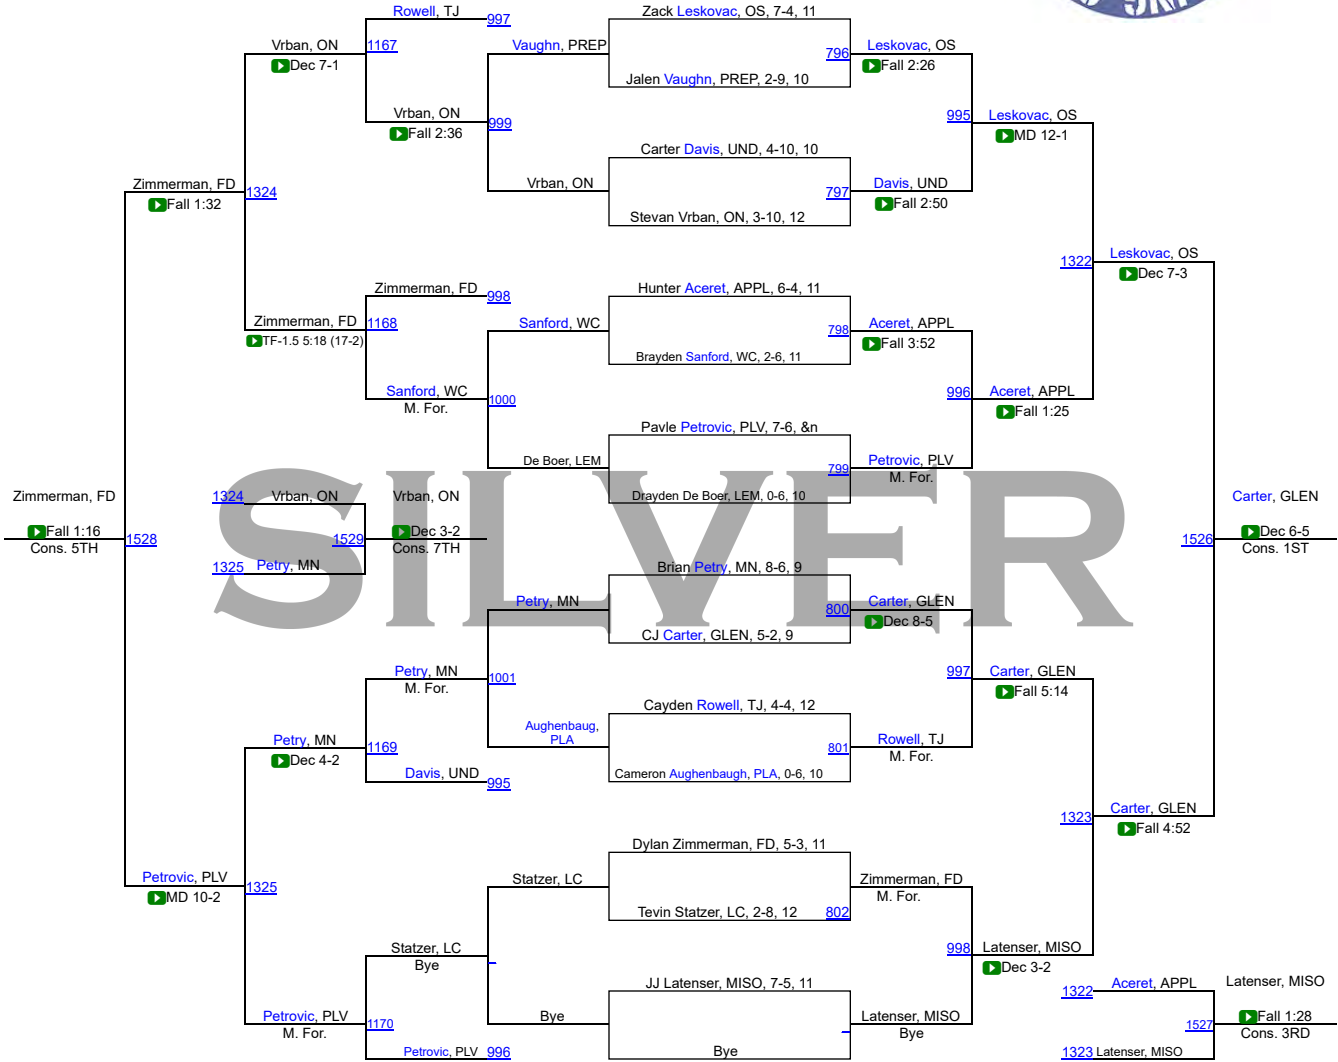 Rowell, TJ
997
Zack Leskovac, OS, 7-4, 11
Vrban, ON
1167
Vaughn, PREP
796
Leskovac, OS
Dec 7-1
Fall 2:26
Jalen Vaughn, PREP, 2-9, 10
Vrban, ON
999
995
Leskovac, OS
Fall 2:36
MD 12-1
Carter Davis, UND, 4-10, 10
Zimmerman, FD
1324
Vrban, ON
797
Davis, UND
Fall 1:32
Fall 2:50
Stevan Vrban, ON, 3-10, 12
1322
Leskovac, OS
Dec 7-3
Zimmerman, FD
998
Hunter Aceret, APPL, 6-4, 11
Zimmerman, FD
1168
Sanford, WC
798
Aceret, APPL
TF-1.5 5:18 (17-2)
Fall 3:52
Brayden Sanford, WC, 2-6, 11
Sanford, WC
1000
996
Aceret, APPL
M. For.
Fall 1:25
Pavle Petrovic, PLV, 7-6, &n
De Boer, LEM
799
Petrovic, PLV
M. For.
SILVER
Drayden De Boer, LEM, 0-6, 10
Zimmerman, FD
1324
Vrban, ON
Vrban, ON
Carter, GLEN
Fall 1:16
1528
1529
Dec 3-2
1526
Dec 6-5
Cons. 5TH
Cons. 7TH
Cons. 1ST
1325
Petry, MN
Brian Petry, MN, 8-6, 9
Petry, MN
800
Carter, GLEN
Dec 8-5
CJ Carter, GLEN, 5-2, 9
Petry, MN
1001
997
Carter, GLEN
M. For.
Fall 5:14
Cayden Rowell, TJ, 4-4, 12
Aughenbaug,
PLA
Petry, MN
1169
801
Rowell, TJ
Dec 4-2
M. For.
Davis, UND
995
Cameron Aughenbaugh, PLA, 0-6, 10
1323
Carter, GLEN
Fall 4:52
Dylan Zimmerman, FD, 5-3, 11
Petrovic, PLV
1325
Statzer, LC
Zimmerman, FD
MD 10-2
M. For.
Tevin Statzer, LC, 2-8, 12
802
Statzer, LC
Bye
998
Latenser, MISO
Dec 3-2
JJ Latenser, MISO, 7-5, 11
1322
Aceret, APPL
Latenser, MISO
Petrovic, PLV
1170
Bye
Latenser, MISO
1527
Fall 1:28
M. For.
Bye
Cons. 3RD
Petrovic, PLV
996
Bye
1323
Latenser, MISO